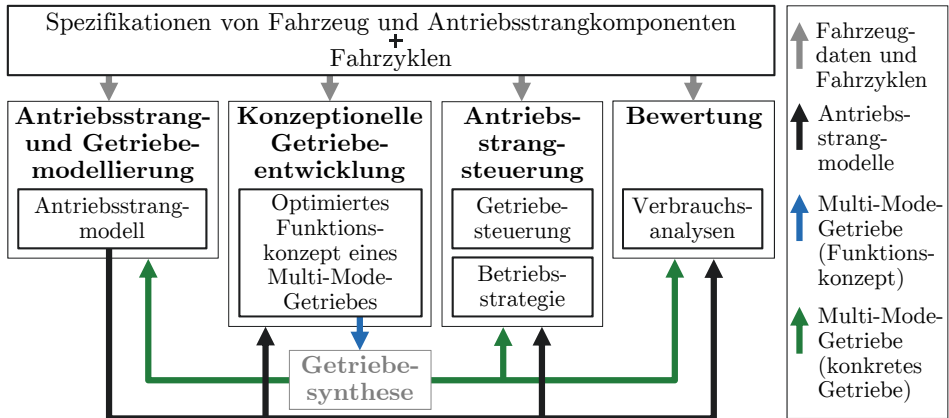 Spezifikationen von Fahrzeug und Antriebsstrangkomponenten
+
Fahrzyklen
Antriebsstrang-
und Getriebe-
modellierung
Antriebsstrang-
modell
Konzeptionelle
Getriebe-
entwicklung
Optimiertes
Funktions-
konzept eines
Multi-Mode-
Getriebes
Antriebs-
strang-
steuerung
Getriebe-
steuerung
Betriebs-
strategie
Bewertung
Verbrauchs-
analysen
Getriebe-
synthese
Fahrzeug-
daten und
Fahrzyklen
Antriebs-
strang-
modelle
Multi-Mode-
Getriebe
(Funktions-
konzept)
Multi-Mode-
Getriebe
(konkretes
Getriebe)